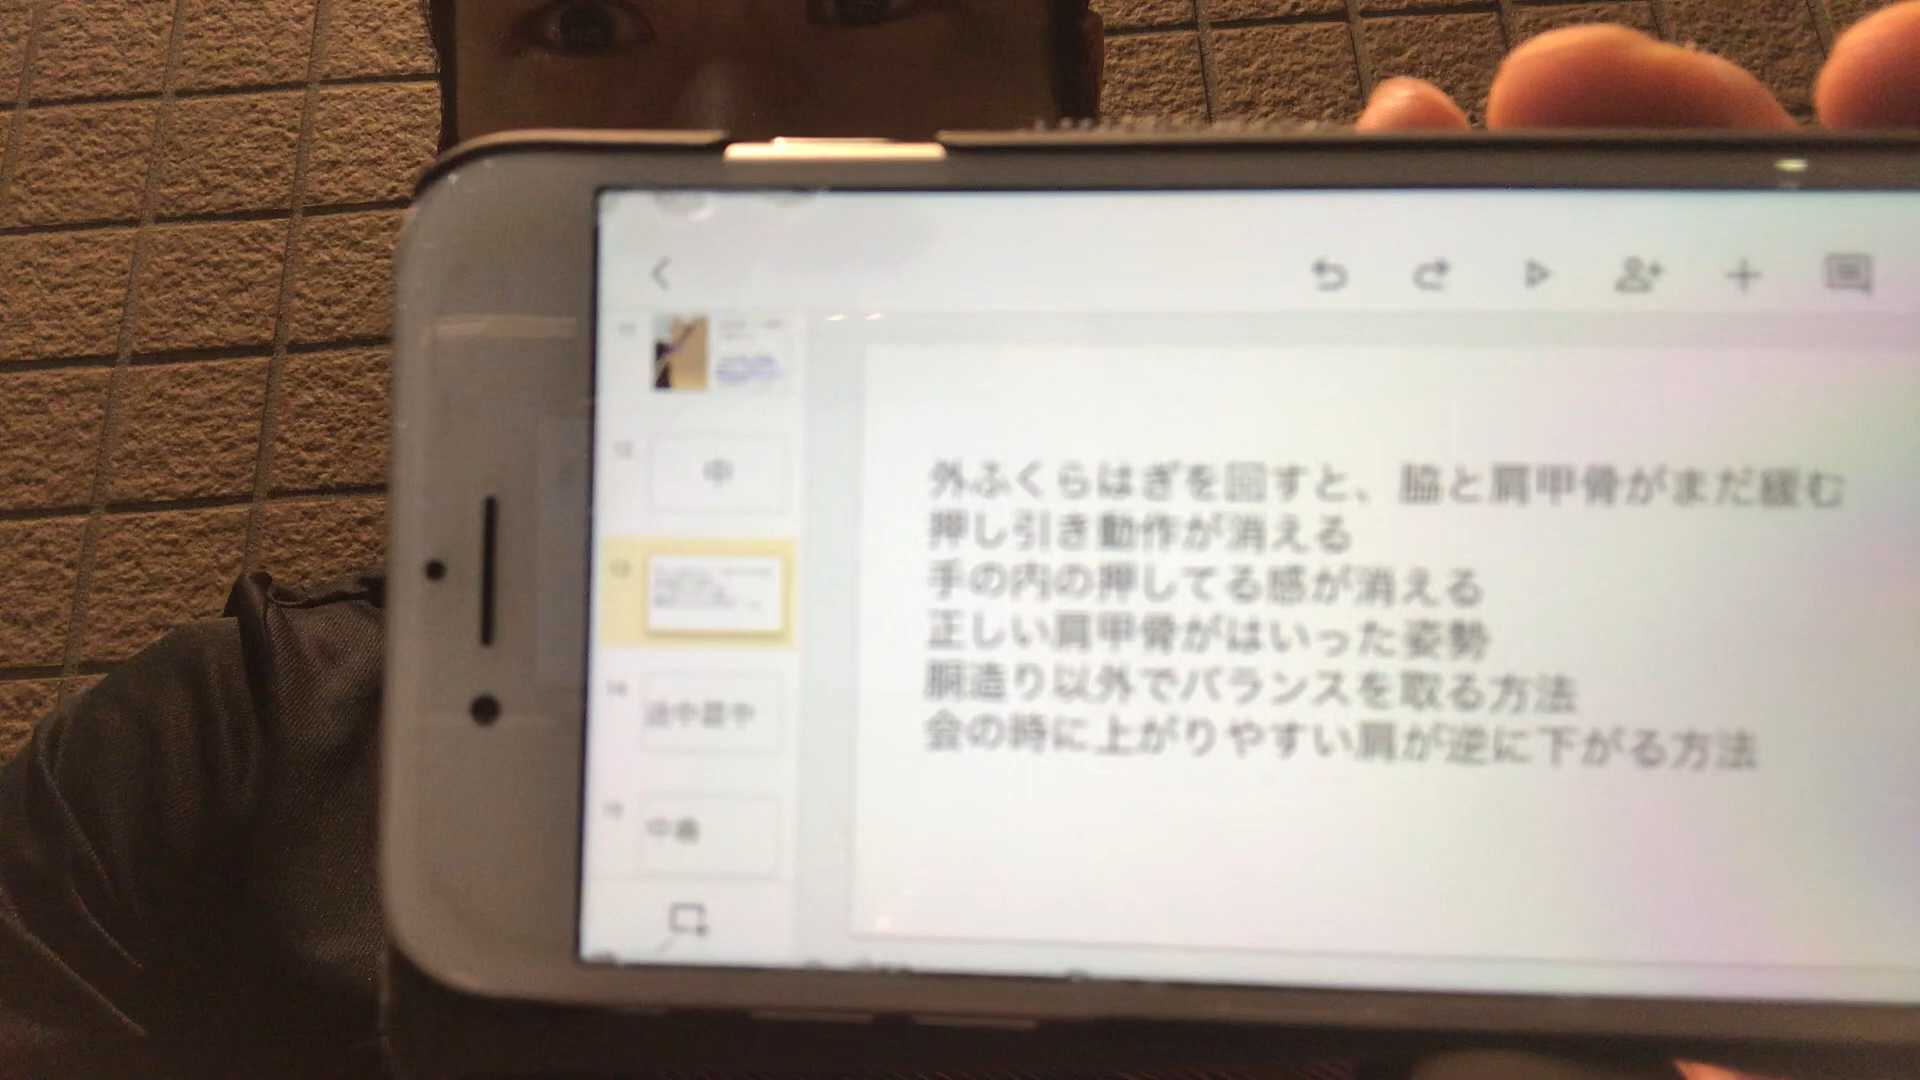 12
中
13
14
15
外ふくらはぎを回すと、脇と肩甲骨がまだ緩む
押し引き動作が消える
手の内の押してる感が消える
正しい肩甲骨がはいった姿勢
胴造り以外でバランスを取る方法
会の時に上がりやすい肩が逆に下がる方法